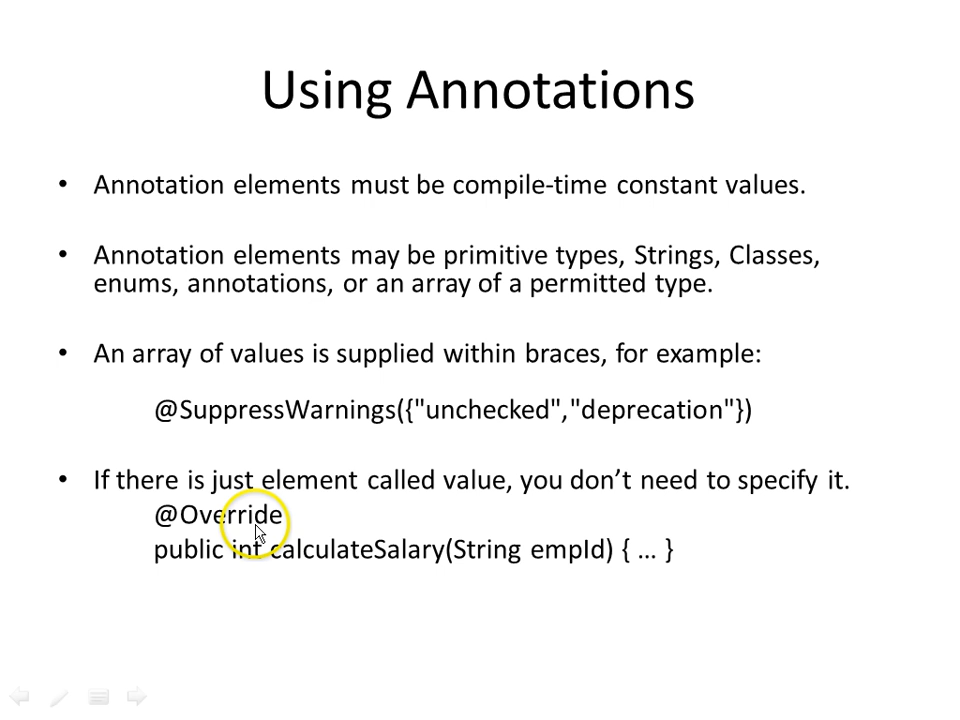 Using Annotations
• Annotation elements must be compile-time constant values.
• Annotation elements may be primitive types, Strings, Classes,
enums, annotations, or an array of a permitted type.
• An array of values is supplied within braces, for example:
@SuppressWarnings({"unchecked","deprecation"})
• If there is just element called value, you don’t need to specify it.
@Override
public int calculateSalary(String empId) { … }